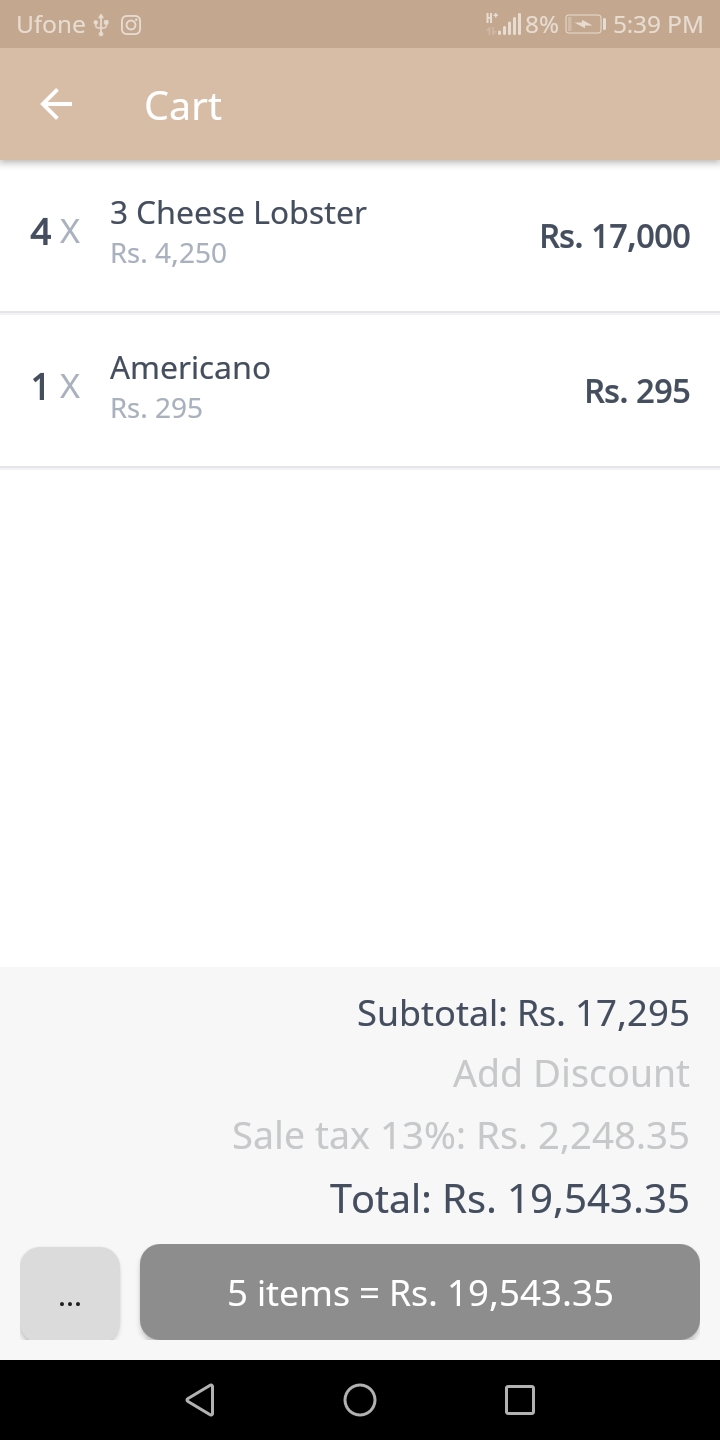 Ufone 8% 5:39 PM
Cart
4 X 3 Cheese Lobster Rs. 17,000
Rs. 4,250
1 X Americano Rs. 295
Rs. 295
Subtotal: Rs. 17,295
Add Discount
Sale tax 13%: Rs. 2,248.35
Total: Rs. 19,543.35
... 5 items = Rs. 19,543.35